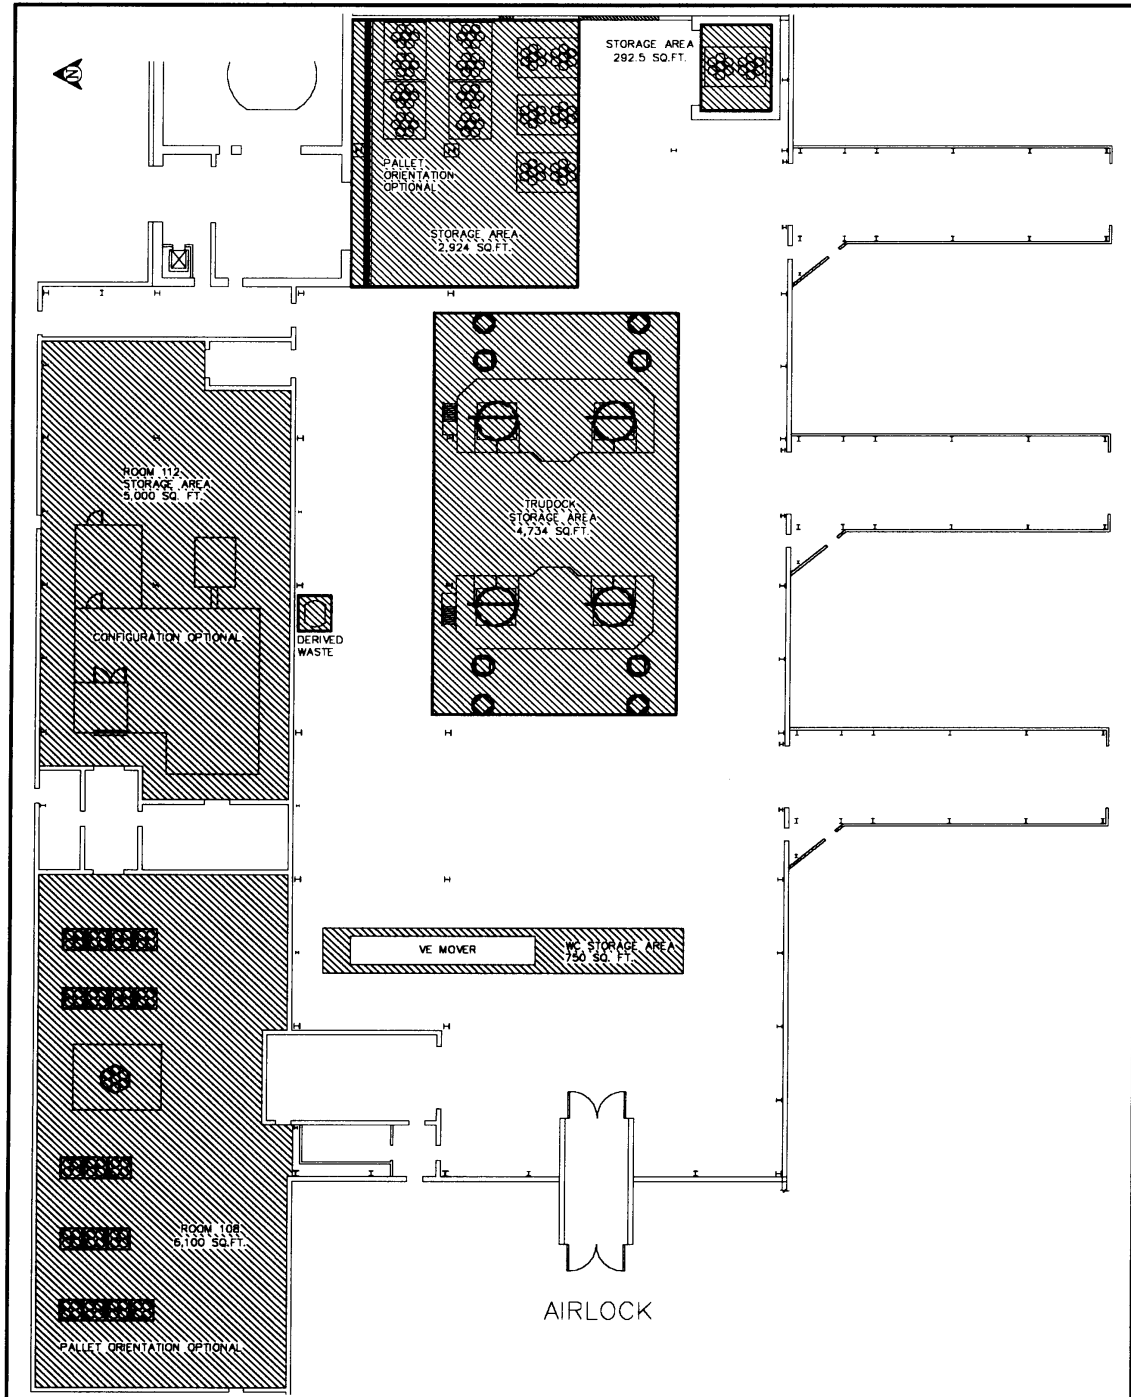 STORAGE AREA
292.5 SQ.FT.
N
PALLET
ORIENTATION
OPTIONAL
STORAGE AREA
2,924 SQ.FT.
ROOM 112
STORAGE AREA
5,000 SQ. FT.
TRUDOCK
STORAGE AREA
4,734 SQ.FT.
CONFIGURATION OPTIONAL
DERIVED
WASTE
VE MOVER
WC STORAGE AREA
750 SQ. FT.
ROOM 108
6,100 SQ.FT.
AIRLOCK
PALLET ORIENTATION OPTIONAL